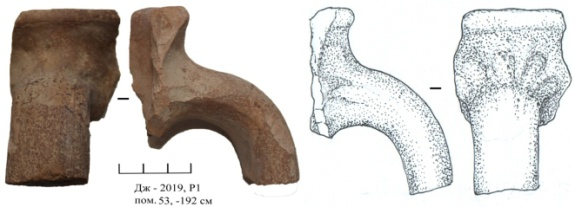 Дж - 2019, Р1
пом. 53, -192 см